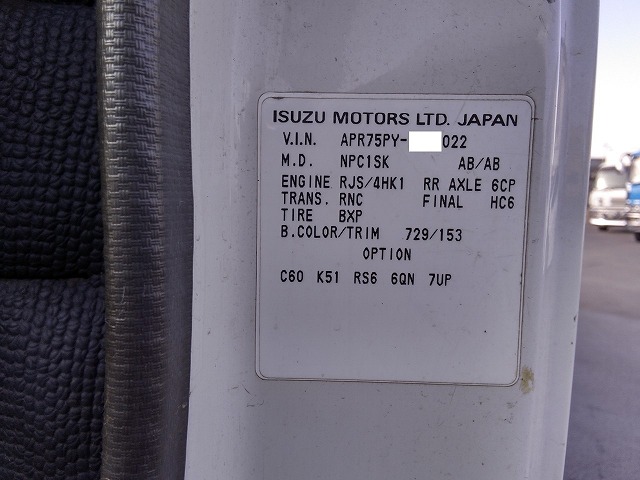 ISUZU MOTORS LTD. JAPAN
V.I.N. APR75PY- 022
M.D. NPC1SK AB/AB
ENGINE RJS/4HK1 RR AXLE 6CP
TRANS. RNC FINAL HC6
TIRE BXP
B.COLOR/TRIM 729/153
OPTION
C60 K51 RS6 6QN 7UP